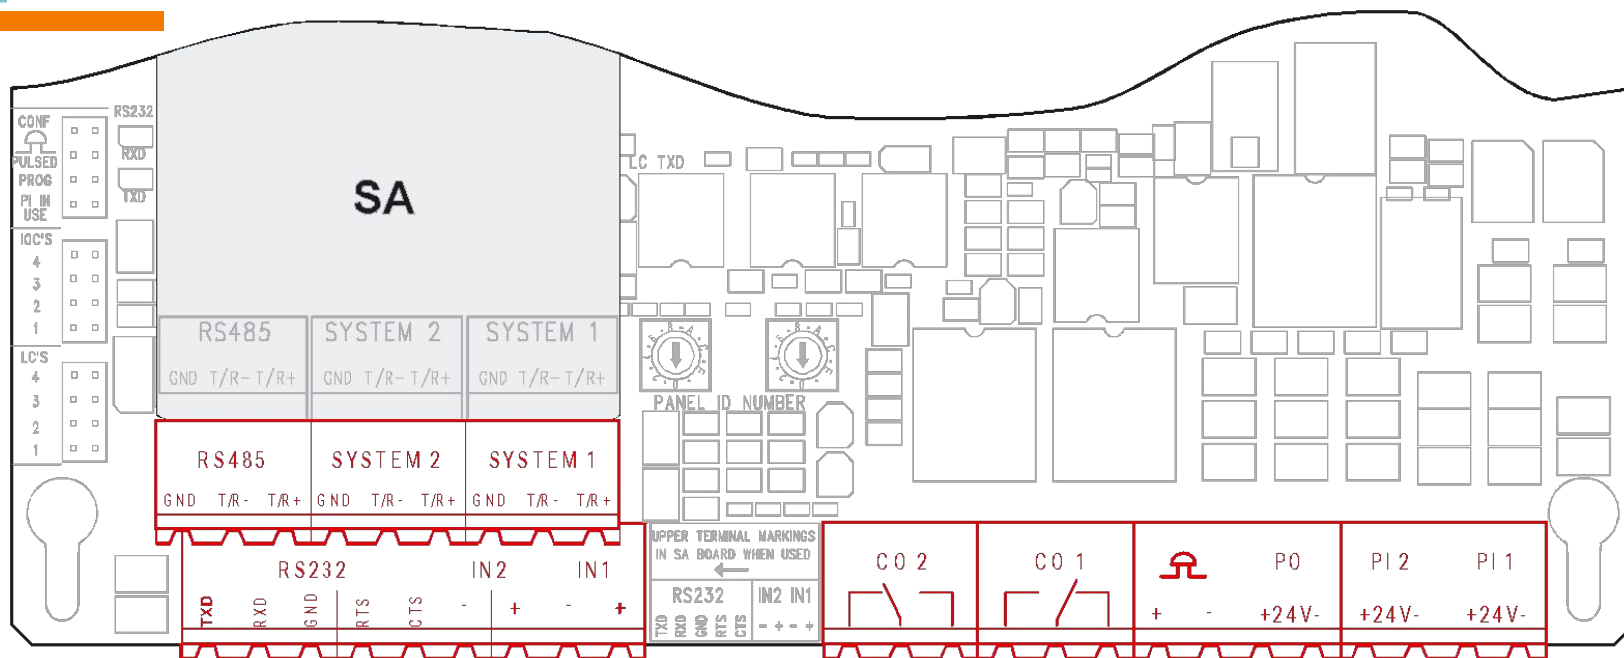 CONF
PULSED
PROG
PI IN
USE
RS232
RXD
TXD
IOC'S
4
3
2
1
LC'S
4
3
2
1
SA
RS485 SYSTEM 2 SYSTEM 1
GND T/R- T/R+ GND T/R- T/R+ GND T/R- T/R+
RS485 SYSTEM 2 SYSTEM 1
GND T/R- T/R+ GND T/R- T/R+ GND T/R- T/R+
RS232 IN2 IN1
TXD RXD GND RTS CTS - + - +
LC TXD
PANEL ID NUMBER
UPPER TERMINAL MARKINGS
IN SA BOARD WHEN USED
RS232 IN2 IN1
TXD RXD GND RTS CTS - + - +
CO 2 CO 1 PO PI 2 PI 1
+ - +24V- +24V- +24V-